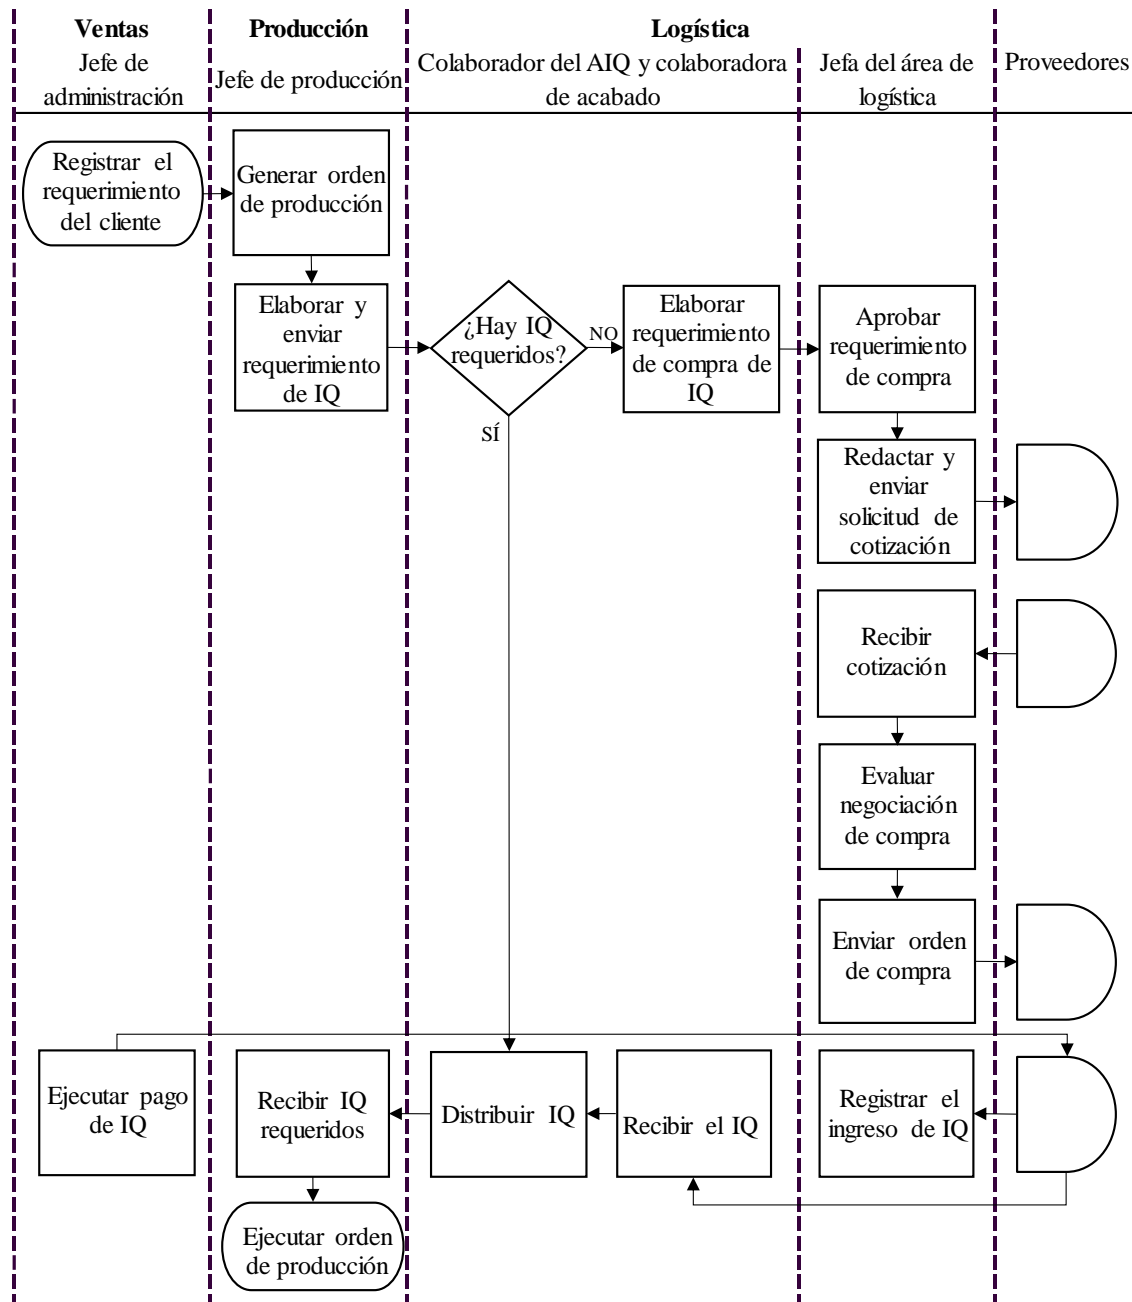 Ventas
Producción
Logística
Jefe de
administración
Jefe de producción
Colaborador del AIQ y colaboradora
de acabado
Jefa del área de
logística
Proveedores
Registrar el
requerimiento
del cliente
Generar orden
de producción
Elaborar y
enviar
requerimiento
de IQ
¿Hay IQ
requeridos?
NO
SÍ
Elaborar
requerimiento
de compra de
IQ
Aprobar
requerimiento
de compra
Redactar y
enviar
solicitud de
cotización
Recibir
cotización
Evaluar
negociación
de compra
Enviar orden
de compra
Ejecutar pago
de IQ
Recibir IQ
requeridos
Distribuir IQ
Recibir el IQ
Registrar el
ingreso de IQ
Ejecutar orden
de producción